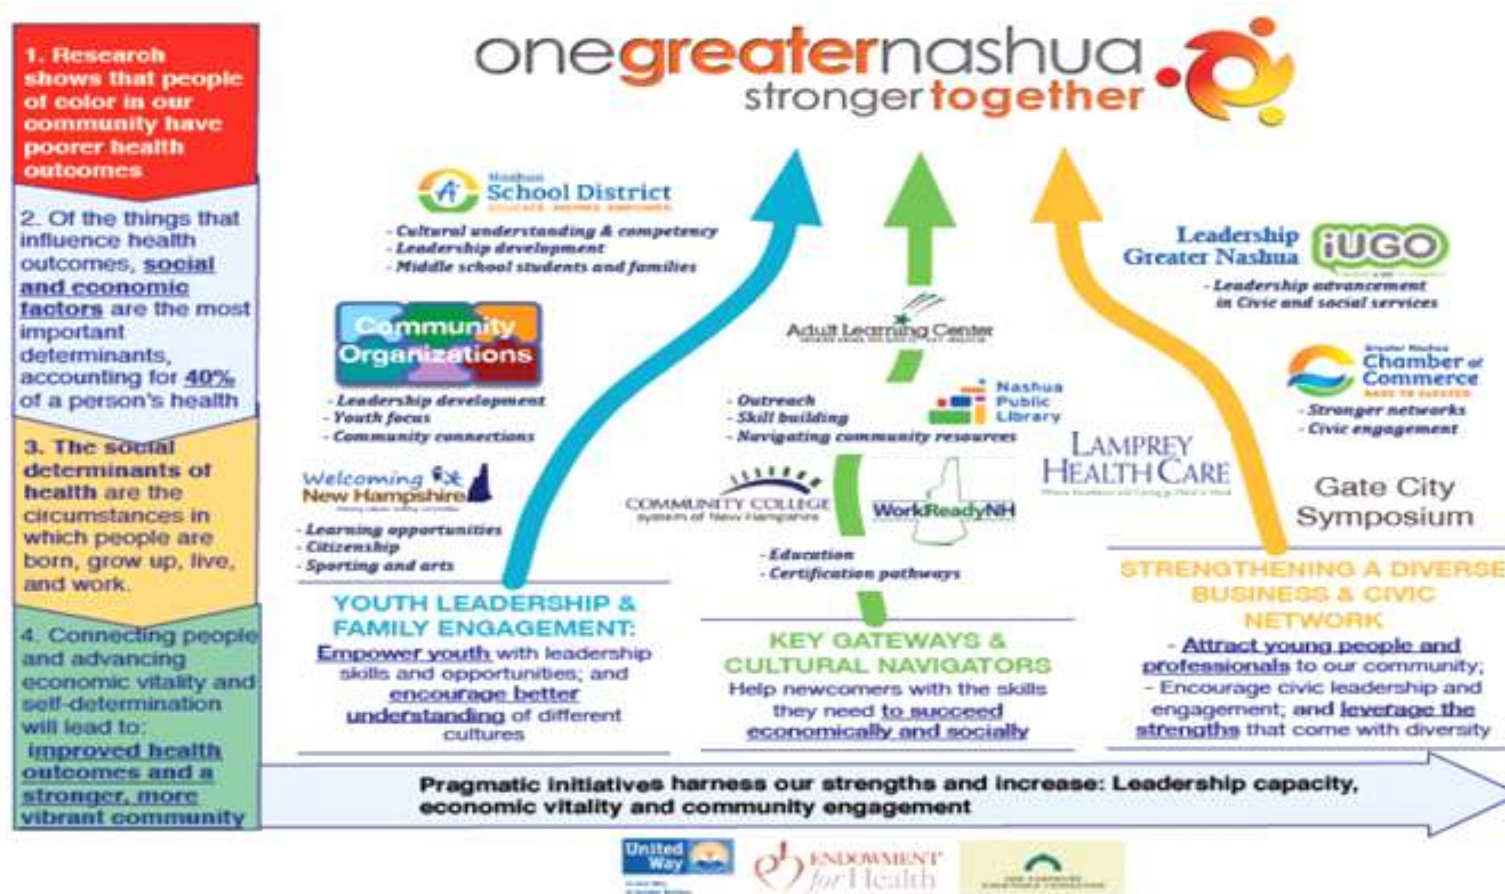 onegreaternashua
strongertogether
1. Research
shows that people
of color in our
community have
poorer health
outcomes
2. Of the things that
influence health
outcomes, social
and economic
factors are the most
important
determinants,
accounting for 40%
of a person's health
3. The social
determinants of
health are the
circumstances in
which people are
born, grow up, live,
and work.
4. Connecting people
and advancing
economic vitality and
self-determination
will lead to:
improved health
outcomes and a
stronger, more
vibrant community
Nashua
School District
- Cultural understanding & competency
- Leadership development
- Middle school students and families
Community
Organizations
- Leadership development
- Youth focus
- Community connections
Welcoming
New Hampshire
- Learning opportunities
- Citizenship
- Sporting and arts
YOUTH LEADERSHIP &
FAMILY ENGAGEMENT:
Empower youth with leadership
skills and opportunities; and
encourage better
understanding of different
cultures
Adult Learning Center
- Outreach
- Skill building
- Navigating community resources
Nashua
Public
Library
COMMUNITY COLLEGE
system of New Hampshire
WorkReadyNH
- Education
- Certification pathways
KEY GATEWAYS &
CULTURAL NAVIGATORS
Help newcomers with the skills
they need to succeed
economically and socially
Leadership
Greater Nashua
iUGO
- Leadership advancement
in Civic and social services
Greater Nashua
Chamber of
Commerce
- Stronger networks
- Civic engagement
LAMPREY
HEALTH CARE
Gate City
Symposium
STRENGTHENING A DIVERSE
BUSINESS & CIVIC
NETWORK
- Attract young people and
professionals to our community;
- Encourage civic leadership and
engagement; and leverage the
strengths that come with diversity
Pragmatic initiatives harness our strengths and increase: Leadership capacity,
economic vitality and community engagement
United
Way
ENDOWMENT
for Health